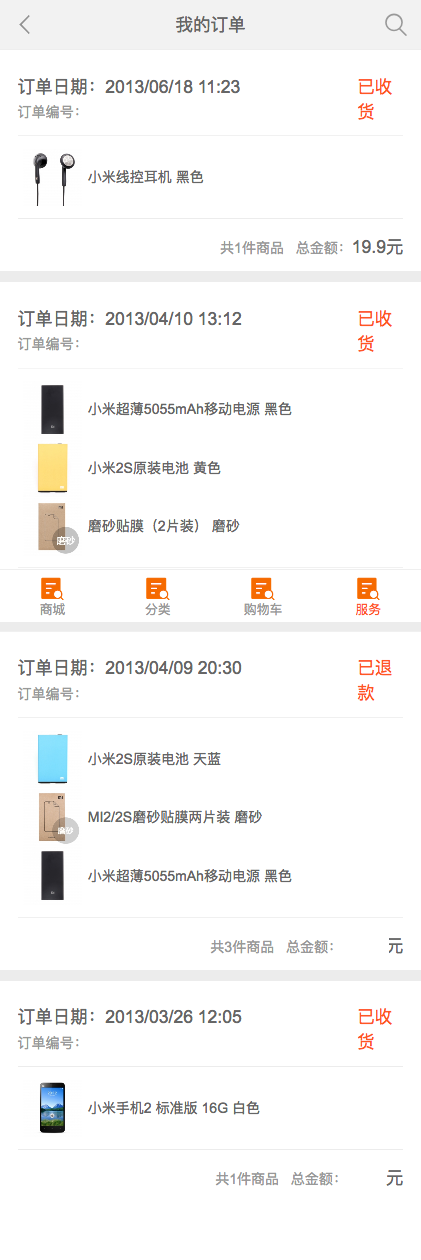 我的订单
订单日期：2013/06/18 11:23
已收
货
订单编号：
小米线控耳机 黑色
共1件商品 总金额：19.9元
订单日期：2013/04/10 13:12
已收
货
订单编号：
小米超薄5055mAh移动电源 黑色
小米2S原装电池 黄色
磨砂
磨砂贴膜（2片装） 磨砂
商城
分类
购物车
服务
订单日期：2013/04/09 20:30
已退
款
订单编号：
小米2S原装电池 天蓝
磨砂
MI2/2S磨砂贴膜两片装 磨砂
小米超薄5055mAh移动电源 黑色
共3件商品 总金额： 元
订单日期：2013/03/26 12:05
已收
货
订单编号：
小米手机2 标准版 16G 白色
共1件商品 总金额： 元